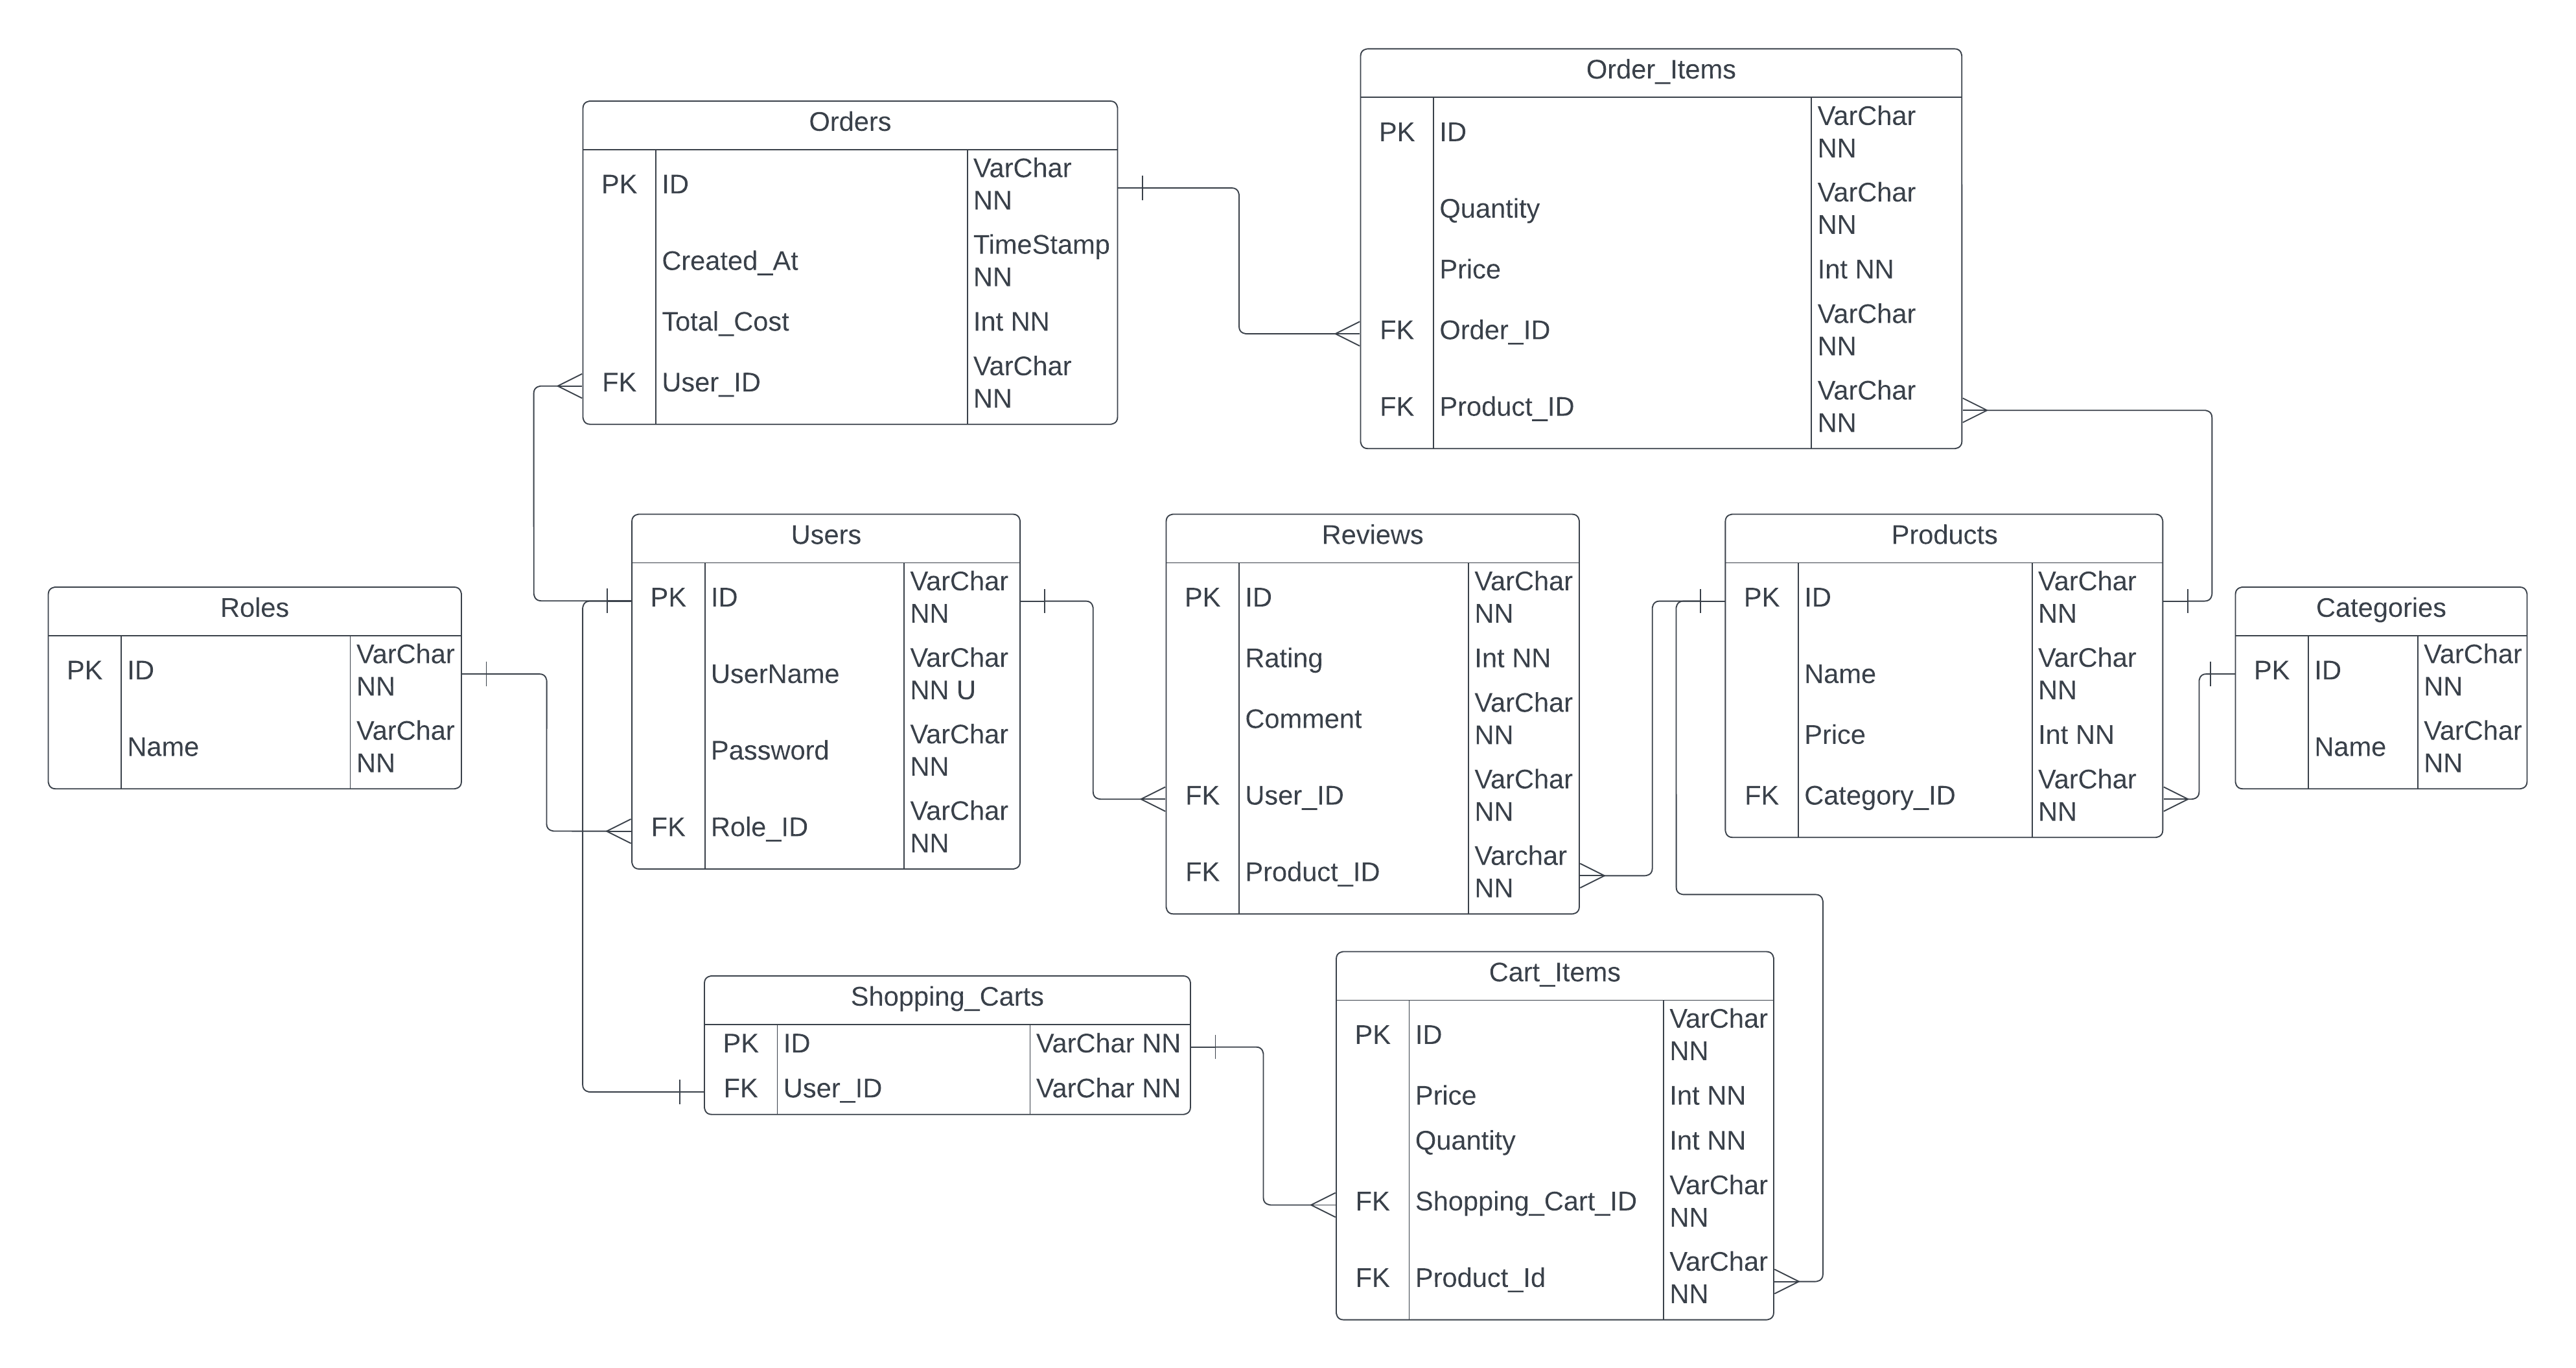 Orders
PK ID VarChar
NN
Created_At TimeStamp
NN
Total_Cost Int NN
FK User_ID VarChar
NN
Order_Items
PK ID VarChar
NN
Quantity VarChar
NN
Price Int NN
FK Order_ID VarChar
NN
FK Product_ID VarChar
NN
Roles
PK ID VarChar
NN
Name VarChar
NN
Users
PK ID VarChar
NN
UserName VarChar
NN U
Password VarChar
NN
FK Role_ID VarChar
NN
Reviews
PK ID VarChar
NN
Rating Int NN
Comment VarChar
NN
FK User_ID VarChar
NN
FK Product_ID Varchar
NN
Products
PK ID VarChar
NN
Name VarChar
NN
Price Int NN
FK Category_ID VarChar
NN
Categories
PK ID VarChar
NN
Name VarChar
NN
Shopping_Carts
PK ID VarChar NN
FK User_ID VarChar NN
Cart_Items
PK ID VarChar
NN
Price Int NN
Quantity Int NN
FK Shopping_Cart_ID VarChar
NN
FK Product_Id VarChar
NN